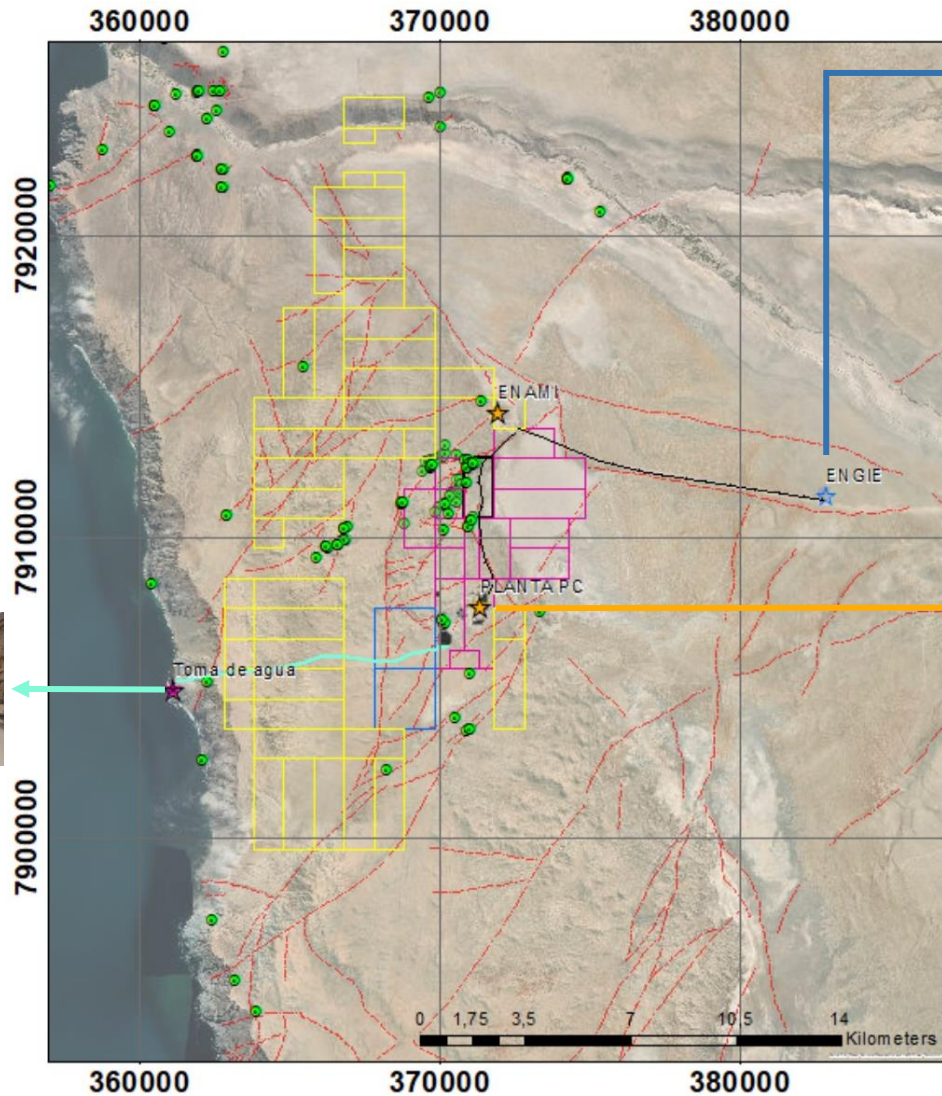 360000 370000 380000
7920000
ENAMI
ENGIE
7910000
PLANTA PC
Toma de agua
7900000
0 1,75 3,5 7 10,5 14
Kilometers
360000 370000 380000